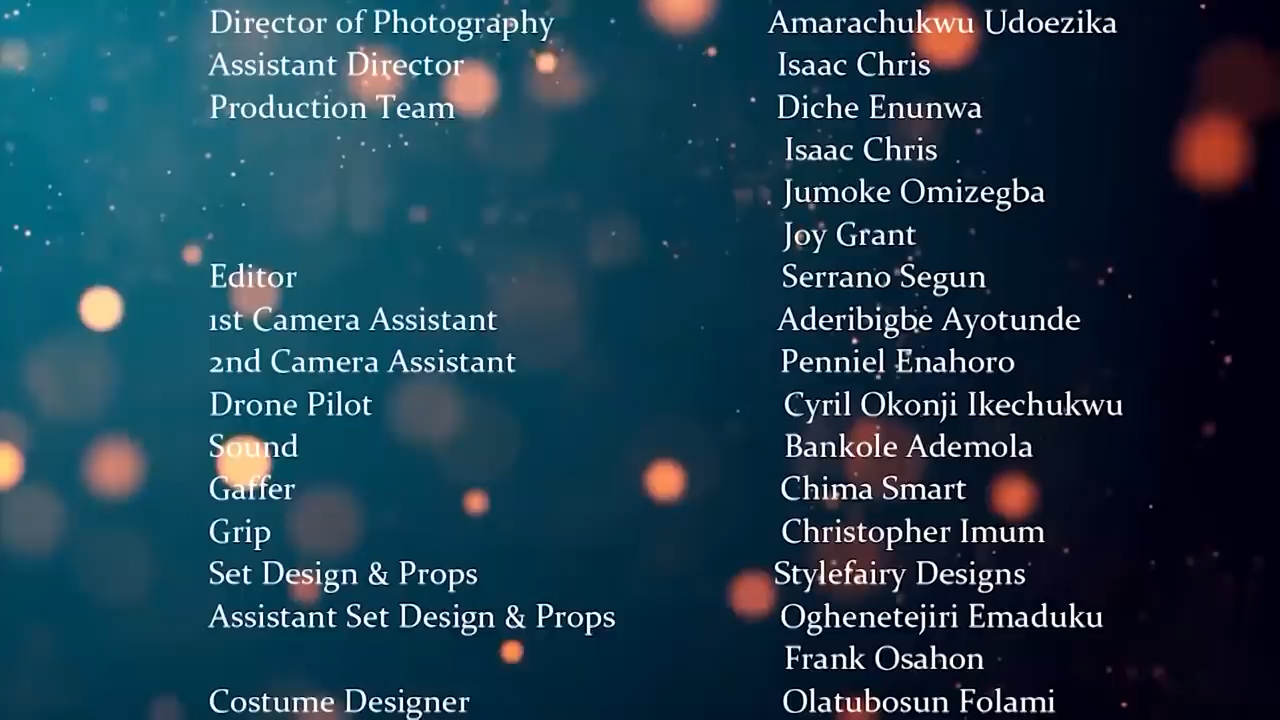 Director of Photography Amarachukwu Udoezika
Assistant Director Isaac Chris
Production Team Diche Enunwa
Isaac Chris
Jumoke Omizegba
Joy Grant
Editor Serrano Segun
1st Camera Assistant Aderibigbe Ayotunde
2nd Camera Assistant Penniel Enahoro
Drone Pilot Cyril Okonji Ikechukwu
Sound Bankole Ademola
Gaffer Chima Smart
Grip Christopher Imum
Set Design & Props Stylefairy Designs
Assistant Set Design & Props Oghenetejiri Emaduku
Frank Osahon
Costume Designer Olatubosun Folami